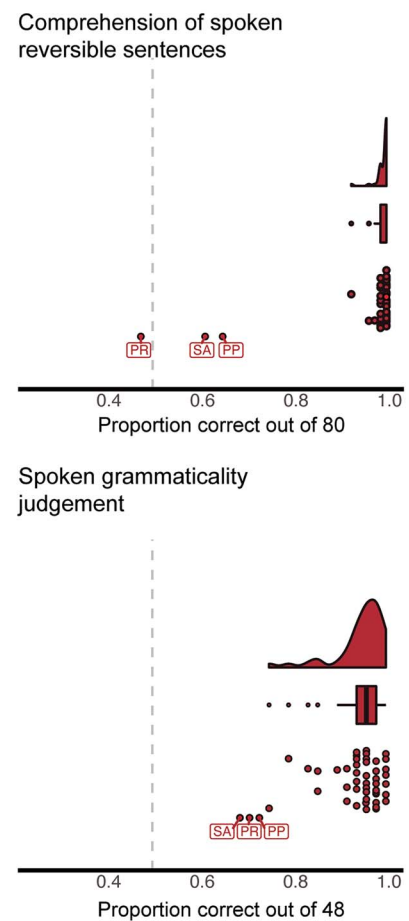 Comprehension of spoken
reversible sentences
PR SA PP
0.4 0.6 0.8 1.0
Proportion correct out of 80
Spoken grammaticality
judgement
SA PR PP
0.4 0.6 0.8 1.0
Proportion correct out of 48